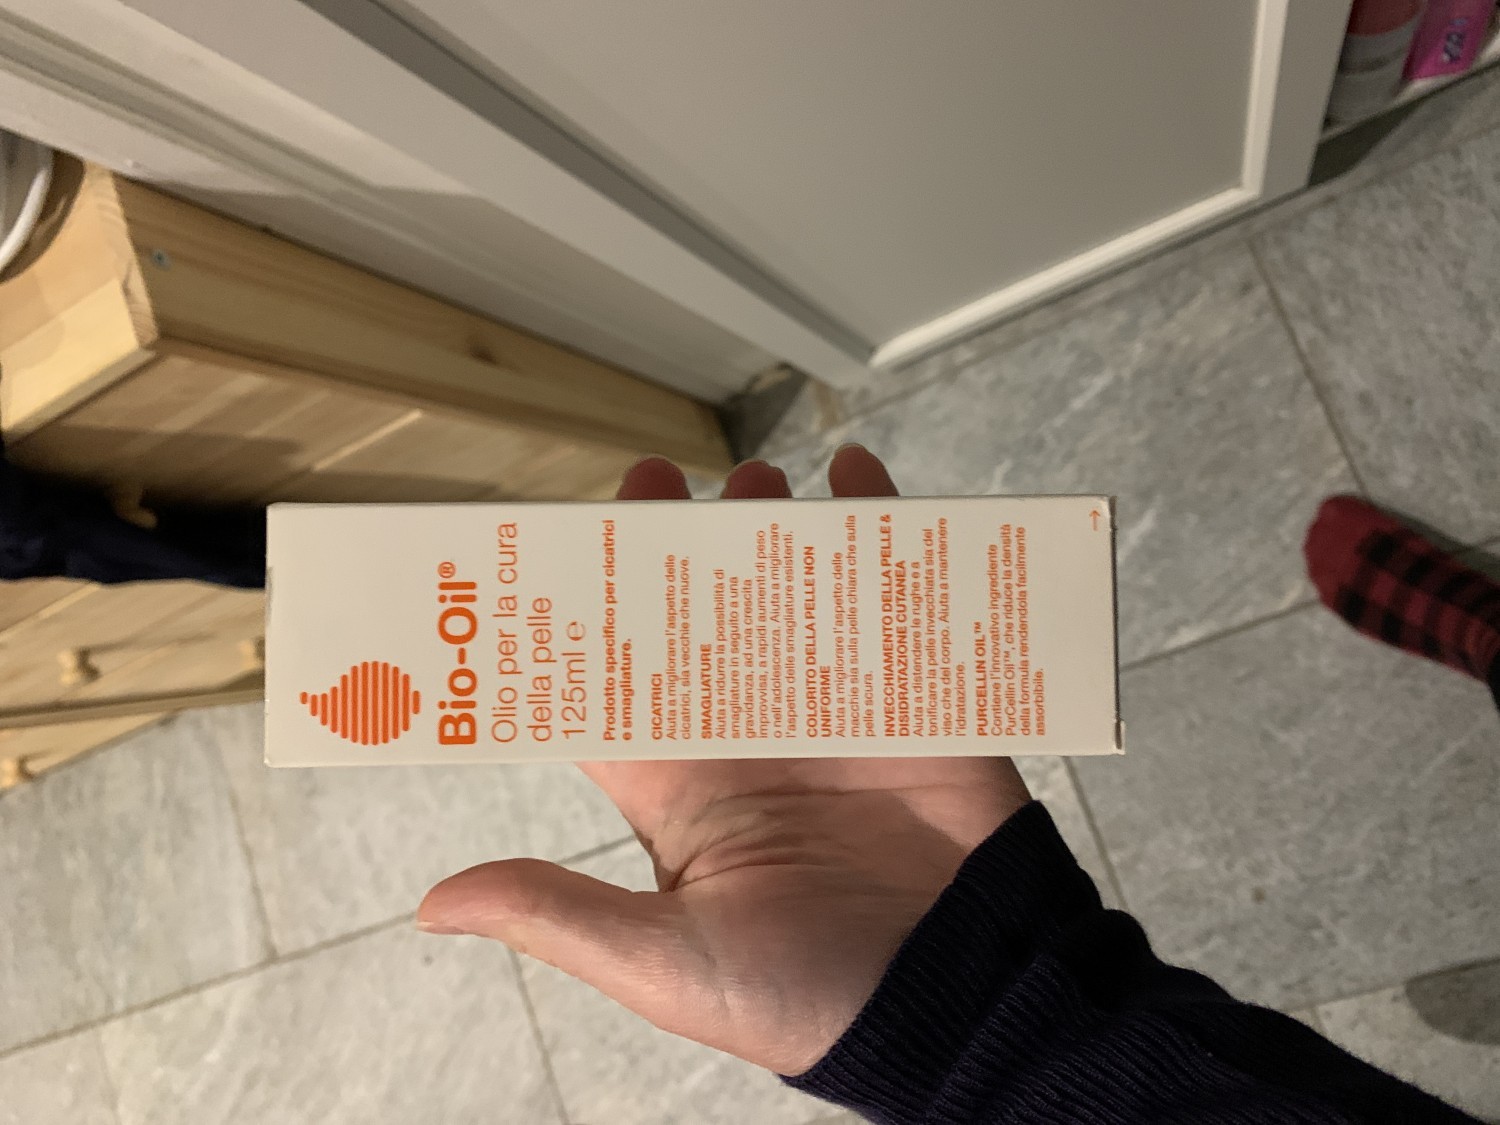 Bio-Oil®
Olio per la cura
della pelle
125ml e
Prodotto specifico per cicatrici
e smagliature.
CICATRICI
Aiuta a migliorare l'aspetto delle
cicatrici, sia vecchie che nuove.
SMAGLIATURE
Aiuta a ridurre la possibilità di
smagliature in seguito a una
gravidanza, ad una crescita
improvvisa, a rapidi aumenti di peso
o nell'adolescenza. Aiuta a migliorare
l'aspetto delle smagliature esistenti.
COLORITO DELLA PELLE NON
UNIFORME
Aiuta a migliorare l'aspetto delle
macchie sia sulla pelle chiara che sulla
pelle scura.
INVECCHIAMENTO DELLA PELLE &
DISIDRATAZIONE CUTANEA
Aiuta a distendere le rughe e a
tonificare la pelle invecchiata sia del
viso che del corpo. Aiuta a mantenere
l'idratazione.
PURCELLIN OIL™
Contiene l'innovativo ingrediente
PurCellin Oil™, che riduce la densità
della formula rendendola facilmente
assorbibile.